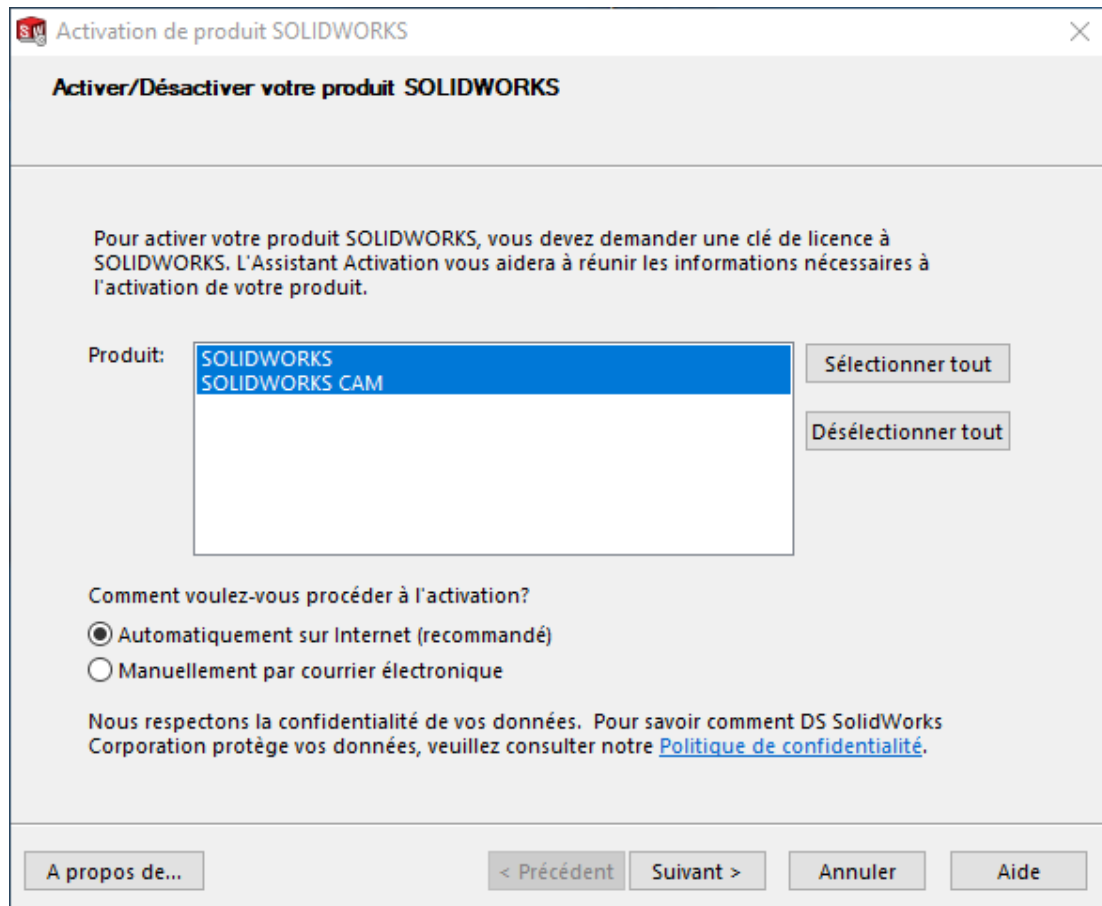 SW Activation de produit SOLIDWORKS
Activer/Désactiver votre produit SOLIDWORKS
Pour activer votre produit SOLIDWORKS, vous devez demander une clé de licence à
SOLIDWORKS. L'Assistant Activation vous aidera à réunir les informations nécessaires à
l'activation de votre produit.
Produit:
SOLIDWORKS
SOLIDWORKS CAM
Sélectionner tout
Désélectionner tout
Comment voulez-vous procéder à l'activation?
Automatiquement sur Internet (recommandé)
Manuellement par courrier électronique
Nous respectons la confidentialité de vos données.  Pour savoir comment DS SolidWorks
Corporation protège vos données, veuillez consulter notre Politique de confidentialité.
A propos de...
< Précédent
Suivant >
Annuler
Aide